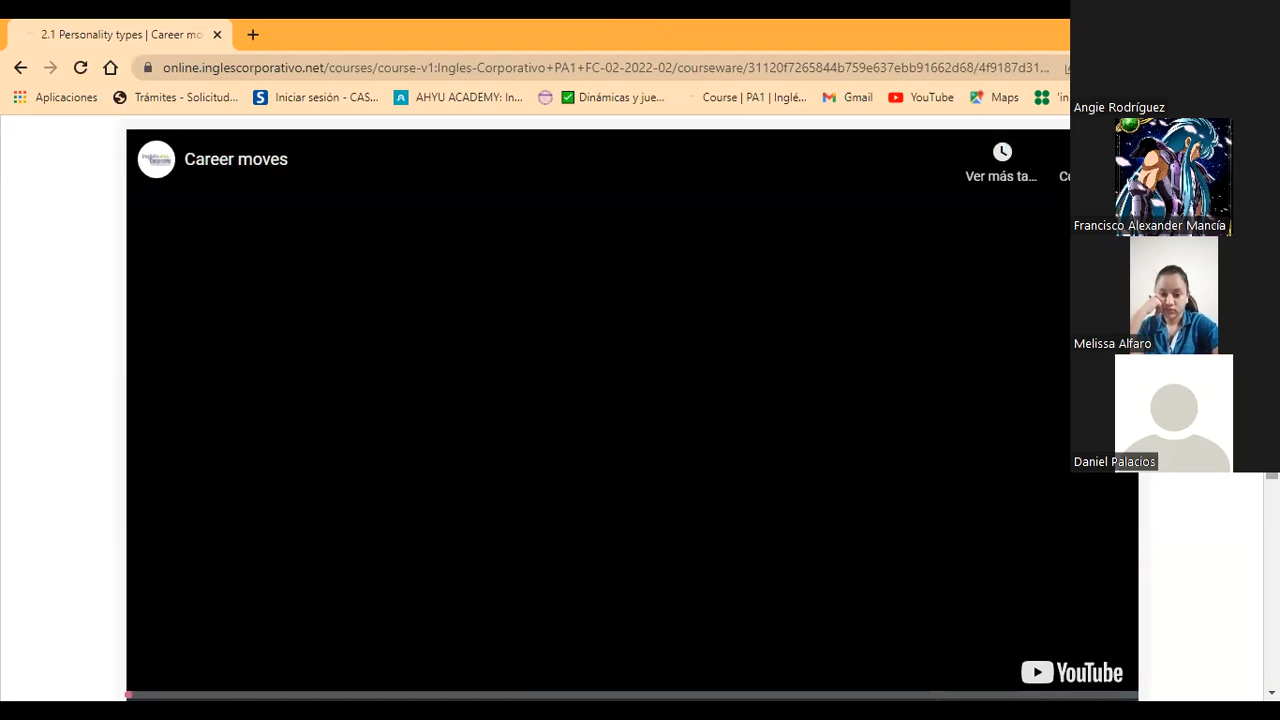 2.1 Personality types | Career mo
online.inglescorporativo.net/courses/course-v1:Ingles-Corporativo+PA1+FC-02-2022-02/courseware/31120f7265844b759e637ebb91662d68/4f9187d31...
Aplicaciones Trámites - Solicitud... Iniciar sesión - CAS... AHYU ACADEMY: In... Dinámicas y jue... Course | PA1 | Inglé... Gmail YouTube Maps 'in
Angie Rodríguez
Career moves
Ver más ta... Co
Francisco Alexander Mancía
Melissa Alfaro
Daniel Palacios
YouTube